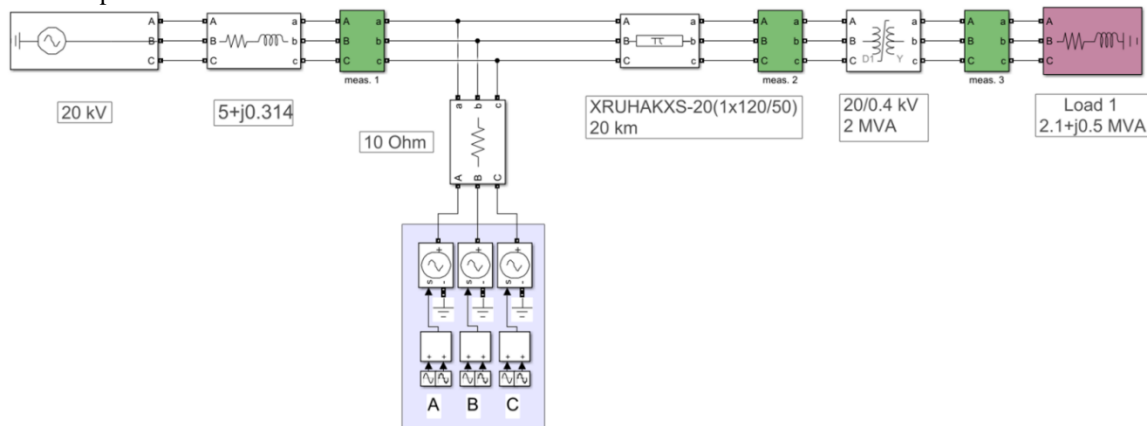 A A a A A a a A a A a A a A
B B b B B b b B b B b B b B
C C c C C c c C c C c C c C
D1 Y
meas. 1
meas. 2
meas. 3
20 kV
5+j0.314
XRUHAKXS-20(1x120/50)
20 km
20/0.4 kV
2 MVA
Load 1
2.1+j0.5 MVA
a b c
10 Ohm
A B C
+ + +
s - s - s -
+ + + + + +
A B C